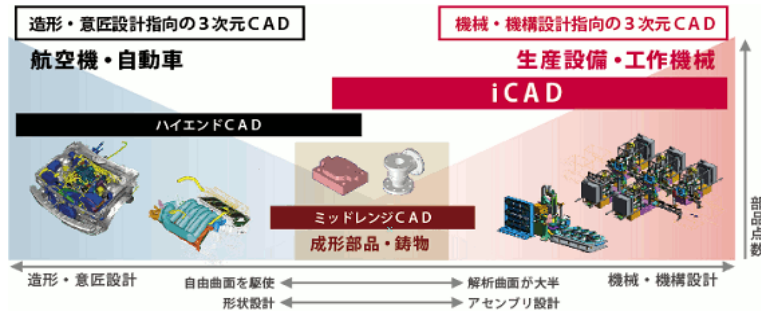 造形・意匠設計指向の３次元ＣＡＤ
機械・機構設計指向の３次元ＣＡＤ
航空機・自動車
生産設備・工作機械
iCAD
ハイエンドＣＡＤ
ミッドレンジＣＡＤ
成形部品・鋳物
部品点数
造形・意匠設計
自由曲面を駆使
解析曲面が大半
機械・機構設計
形状設計
アセンブリ設計